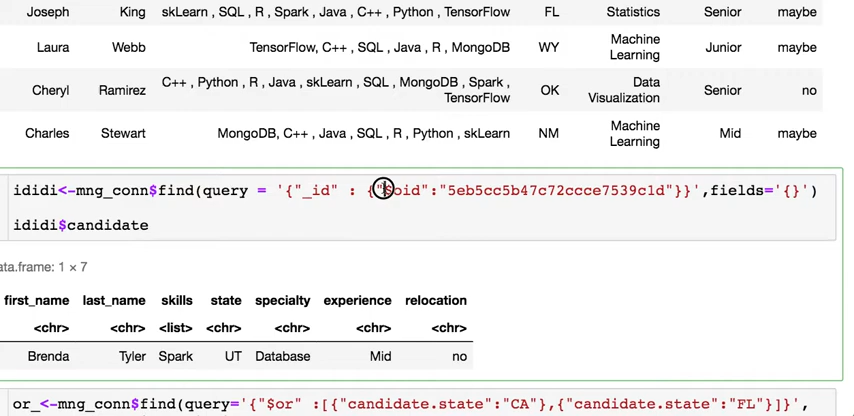 Joseph King skLearn , SQL , R , Spark , Java , C++ , Python , TensorFlow FL Statistics Senior maybe
Laura Webb TensorFlow, C++ , SQL , Java , R , MongoDB WY Machine Learning Junior maybe
Cheryl Ramirez C++ , Python , R , Java , skLearn , SQL , MongoDB , Spark , TensorFlow OK Data Visualization Senior no
Charles Stewart MongoDB, C++ , Java , SQL , R , Python , skLearn NM Machine Learning Mid maybe
ididi<-mng_conn$find(query = '{"_id" : {"$oid":"5eb5cc5b47c72ccce7539c1d"}}',fields='{}')
ididi$candidate
ata.frame: 1 × 7
first_name last_name skills state specialty experience relocation
<chr> <chr> <list> <chr> <chr> <chr> <chr>
Brenda Tyler Spark UT Database Mid no
or_<-mng_conn$find(query='{"$or" :[{"candidate.state":"CA"},{"candidate.state":"FL"}]}',